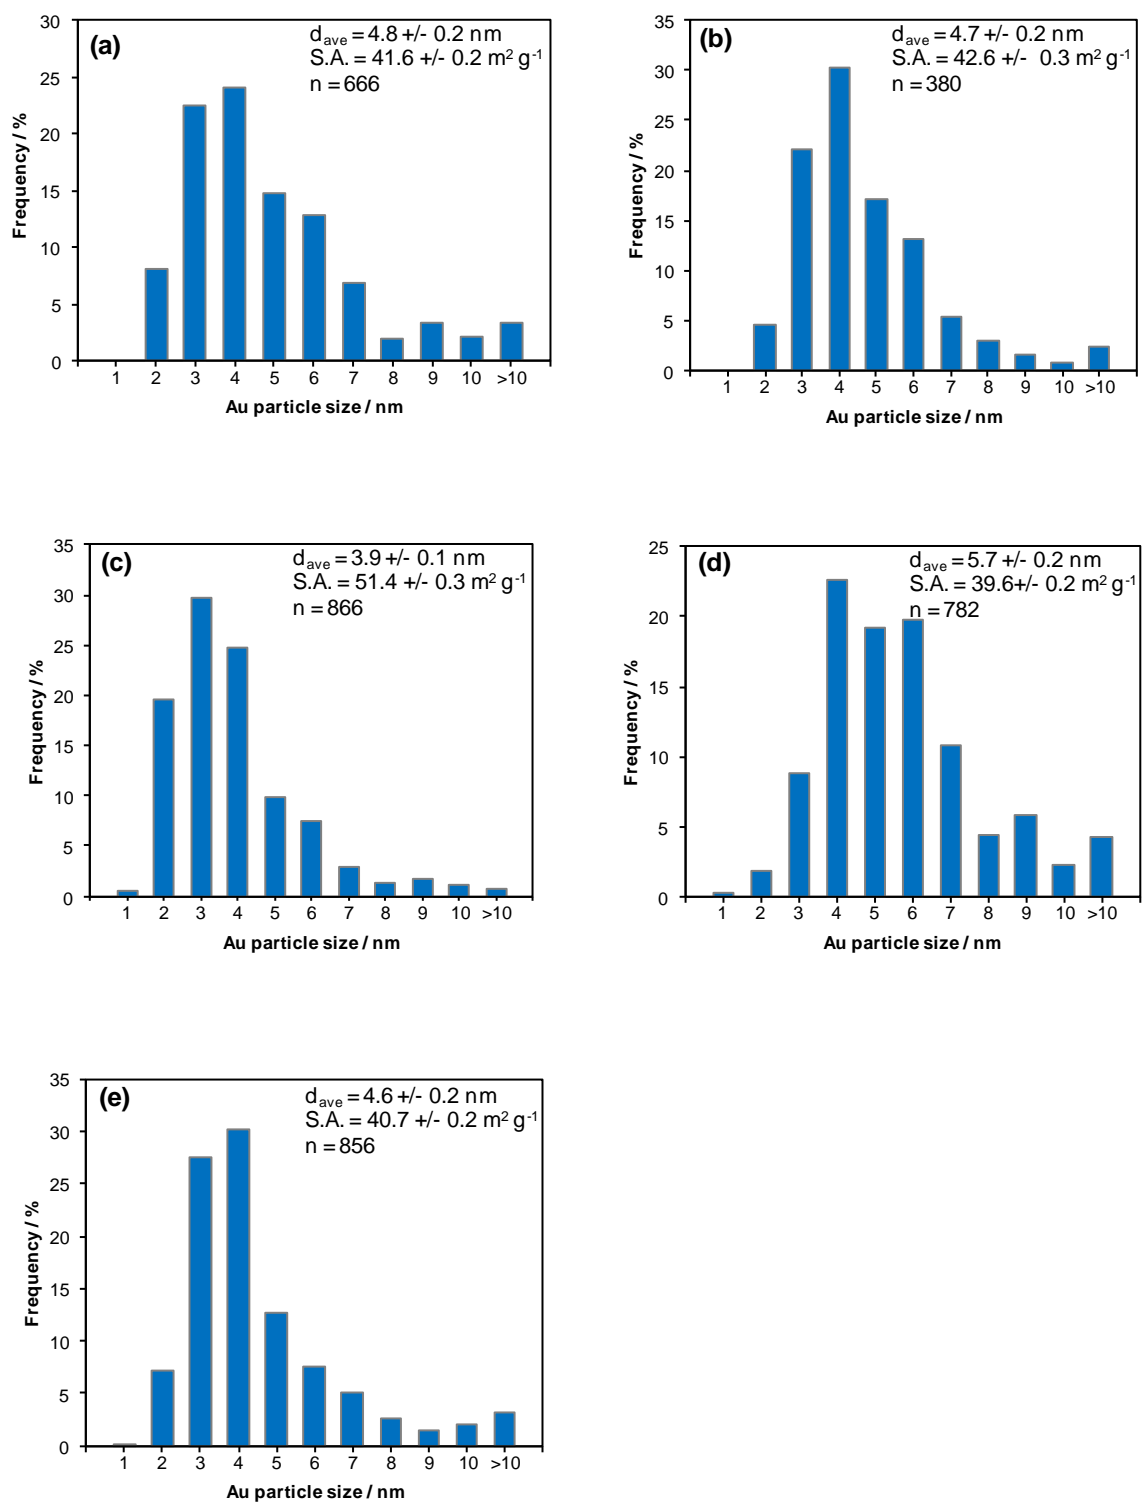 (a)
d_ave = 4.8 +/- 0.2 nm
S.A. = 41.6 +/- 0.2 m² g⁻¹
n = 666
Frequency / %
30
25
20
15
10
5
0
1 2 3 4 5 6 7 8 9 10 >10
Au particle size / nm
(b)
d_ave = 4.7 +/- 0.2 nm
S.A. = 42.6 +/- 0.3 m² g⁻¹
n = 380
Frequency / %
35
30
25
20
15
10
5
0
1 2 3 4 5 6 7 8 9 10 >10
Au particle size / nm
(c)
d_ave = 3.9 +/- 0.1 nm
S.A. = 51.4 +/- 0.3 m² g⁻¹
n = 866
Frequency / %
35
30
25
20
15
10
5
0
1 2 3 4 5 6 7 8 9 10 >10
Au particle size / nm
(d)
d_ave = 5.7 +/- 0.2 nm
S.A. = 39.6+/- 0.2 m² g⁻¹
n = 782
Frequency / %
25
20
15
10
5
0
1 2 3 4 5 6 7 8 9 10 >10
Au particle size / nm
(e)
d_ave = 4.6 +/- 0.2 nm
S.A. = 40.7 +/- 0.2 m² g⁻¹
n = 856
Frequency / %
35
30
25
20
15
10
5
0
1 2 3 4 5 6 7 8 9 10 >10
Au particle size / nm